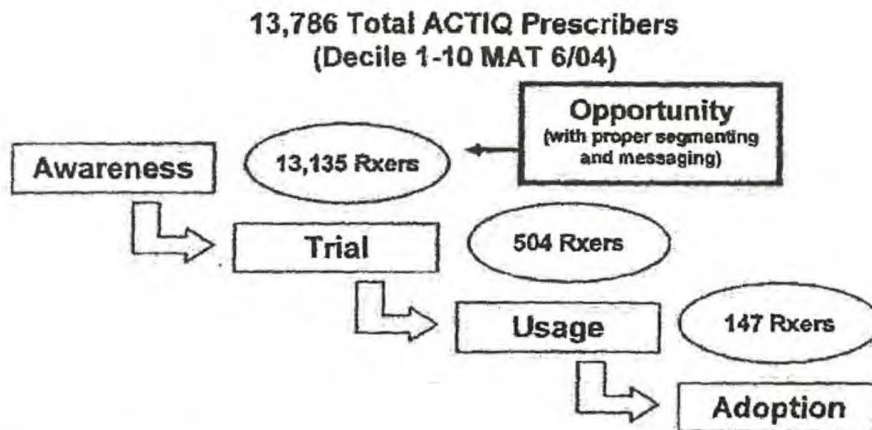 13,786 Total ACTIQ Prescribers
(Decile 1-10 MAT 6/04)
Opportunity
(with proper segmenting
and messaging)
Awareness
13,135 Rxers
Trial
504 Rxers
Usage
147 Rxers
Adoption